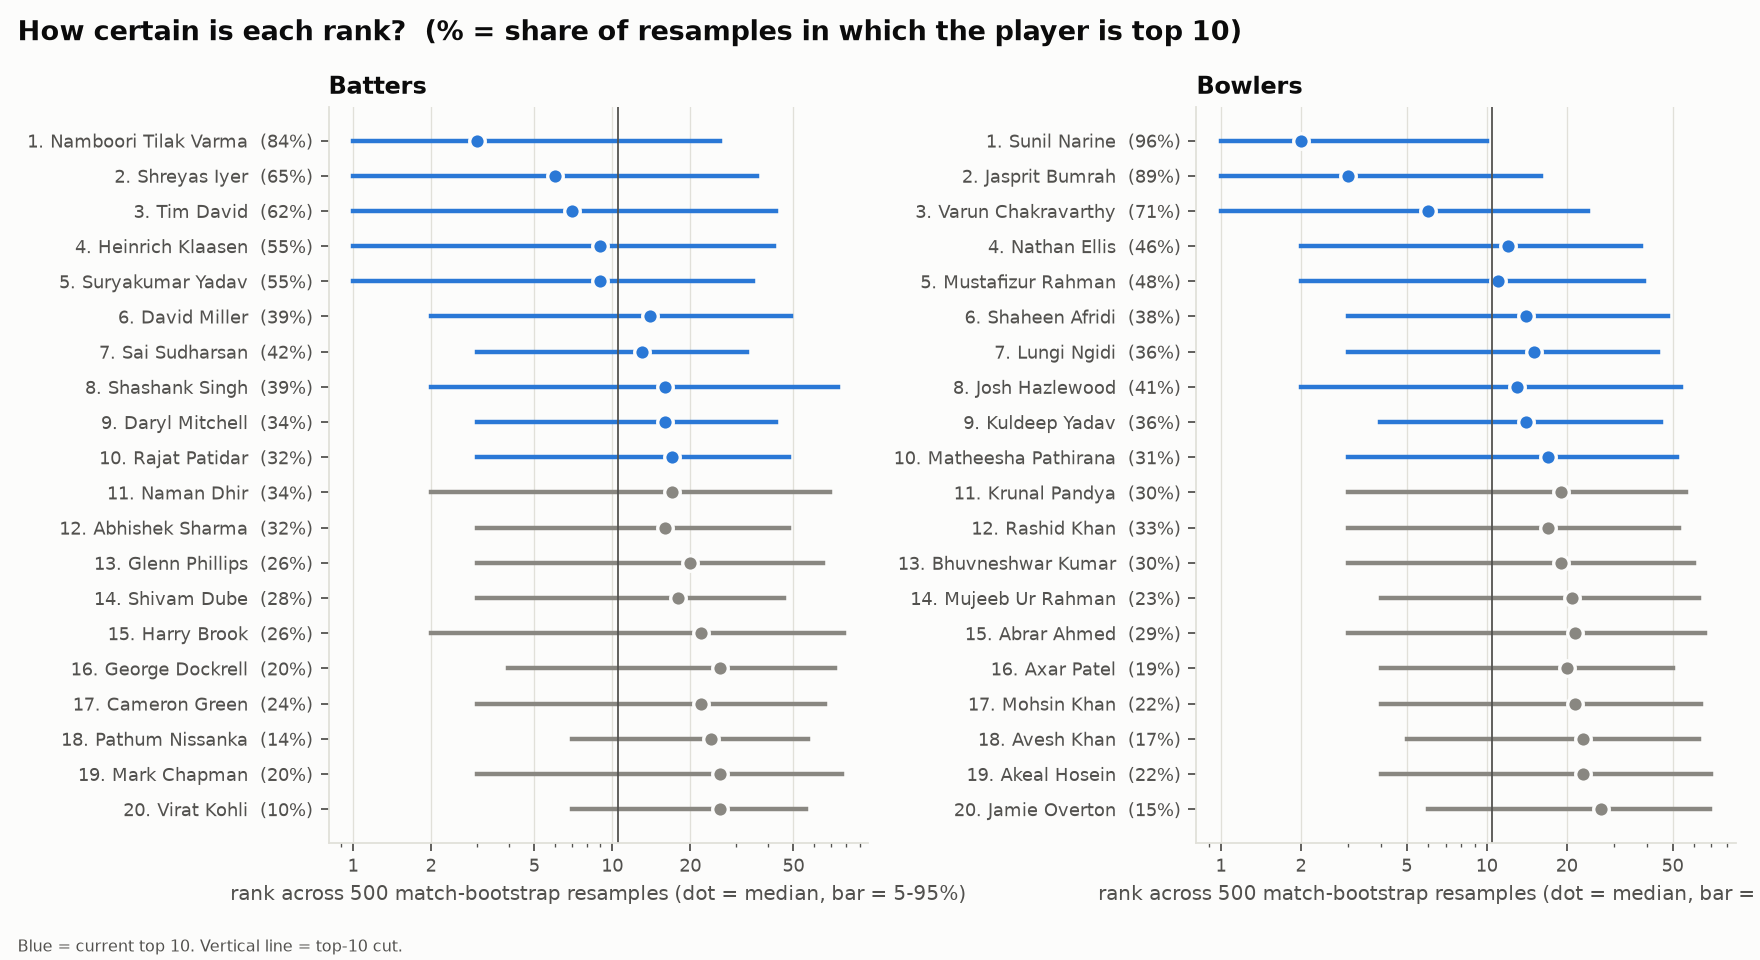 How certain is each rank?  (% = share of resamples in which the player is top 10)
Batters
1. Namboori Tilak Varma (84%)
2. Shreyas Iyer (65%)
3. Tim David (62%)
4. Heinrich Klaasen (55%)
5. Suryakumar Yadav (55%)
6. David Miller (39%)
7. Sai Sudharsan (42%)
8. Shashank Singh (39%)
9. Daryl Mitchell (34%)
10. Rajat Patidar (32%)
11. Naman Dhir (34%)
12. Abhishek Sharma (32%)
13. Glenn Phillips (26%)
14. Shivam Dube (28%)
15. Harry Brook (26%)
16. George Dockrell (20%)
17. Cameron Green (24%)
18. Pathum Nissanka (14%)
19. Mark Chapman (20%)
20. Virat Kohli (10%)
1 2 5 10 20 50
rank across 500 match-bootstrap resamples (dot = median, bar = 5-95%)
Bowlers
1. Sunil Narine (96%)
2. Jasprit Bumrah (89%)
3. Varun Chakravarthy (71%)
4. Nathan Ellis (46%)
5. Mustafizur Rahman (48%)
6. Shaheen Afridi (38%)
7. Lungi Ngidi (36%)
8. Josh Hazlewood (41%)
9. Kuldeep Yadav (36%)
10. Matheesha Pathirana (31%)
11. Krunal Pandya (30%)
12. Rashid Khan (33%)
13. Bhuvneshwar Kumar (30%)
14. Mujeeb Ur Rahman (23%)
15. Abrar Ahmed (29%)
16. Axar Patel (19%)
17. Mohsin Khan (22%)
18. Avesh Khan (17%)
19. Akeal Hosein (22%)
20. Jamie Overton (15%)
1 2 5 10 20 50
rank across 500 match-bootstrap resamples (dot = median, bar =
Blue = current top 10. Vertical line = top-10 cut.